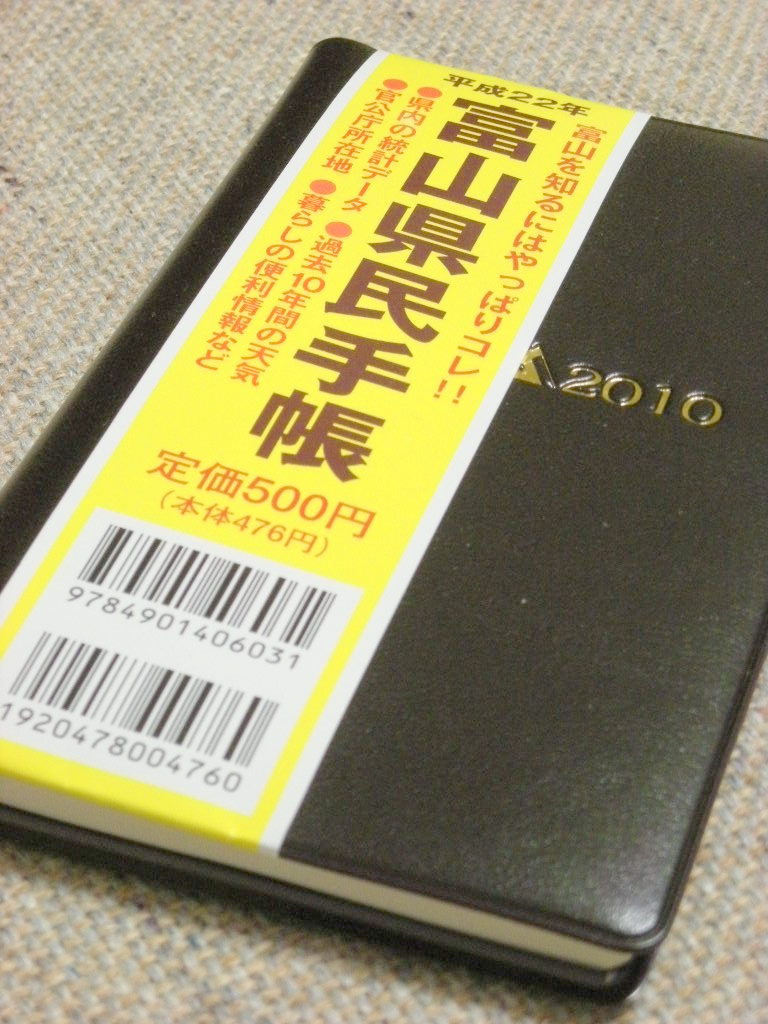 平成22年
富山を知るにはやっぱりコレ!!
富山県民手帳
●県内の統計データ
●官公庁所在地
●過去10年間の天気
●暮らしの便利情報など
定価500円
(本体476円)
9784901406031
1920478004760
2010